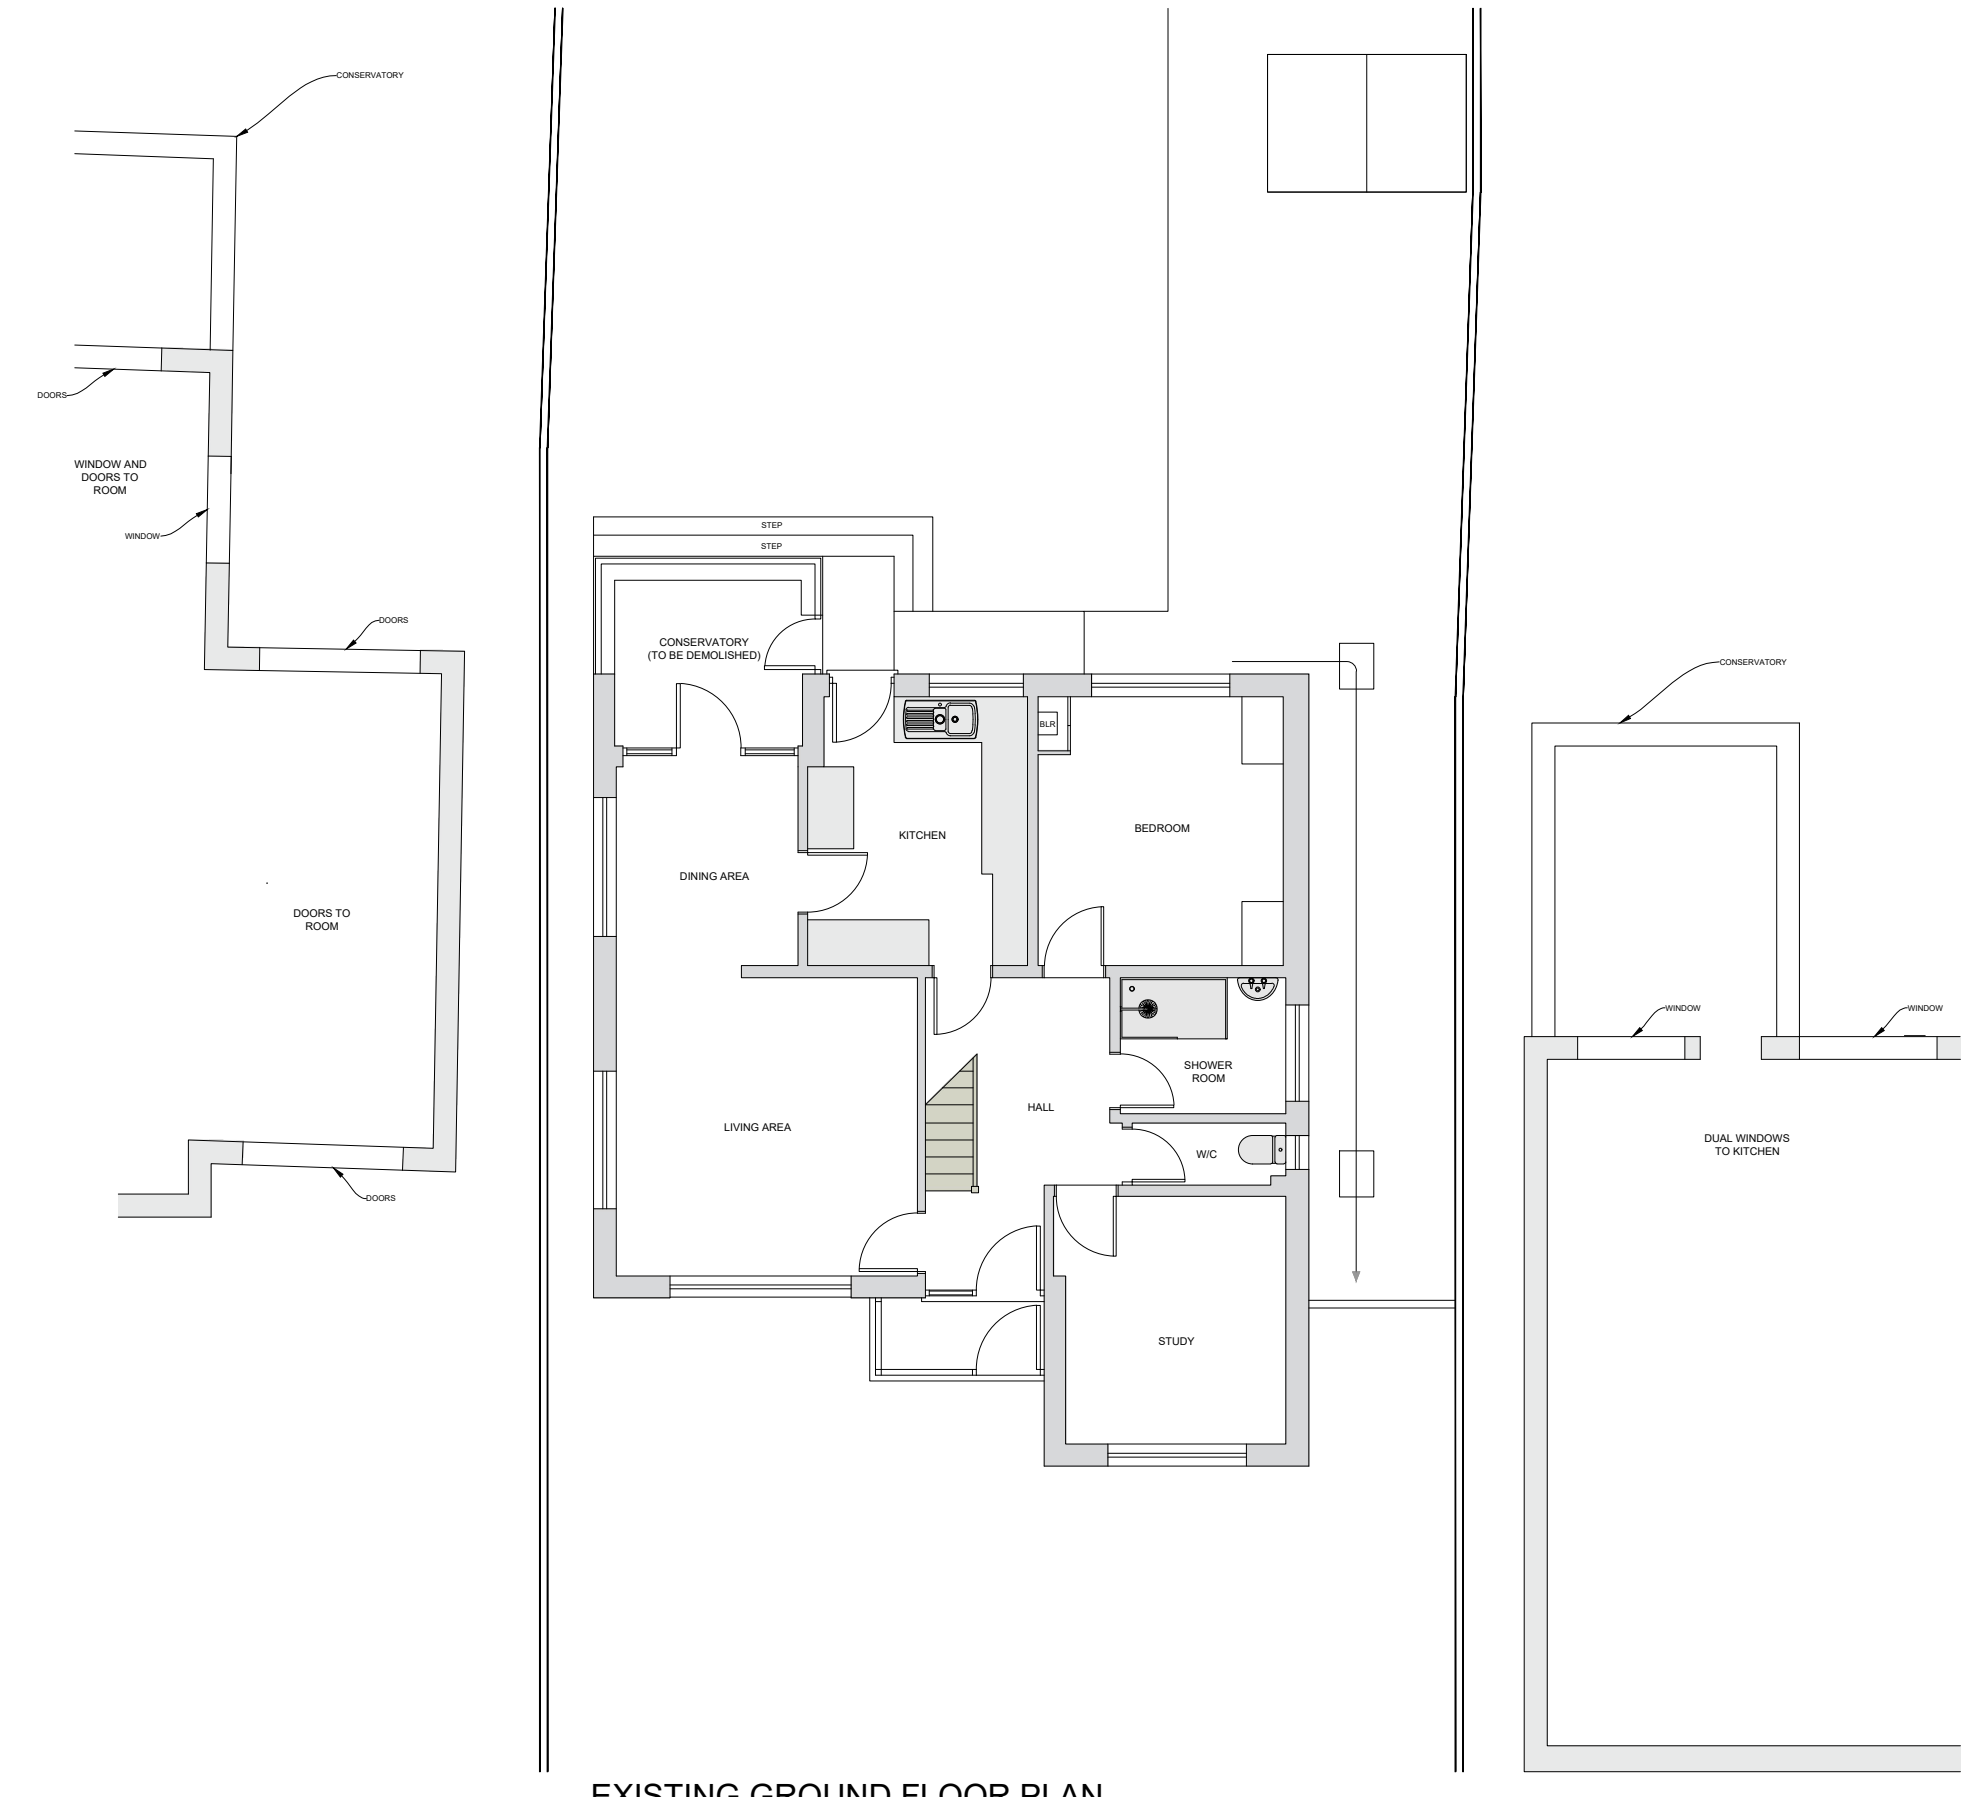 CONSERVATORY
DOORS
WINDOW AND
DOORS TO
ROOM
WINDOW
DOORS
DOORS TO
ROOM
DOORS
STEP
STEP
CONSERVATORY
(TO BE DEMOLISHED)
BLR
KITCHEN
BEDROOM
DINING AREA
SHOWER
ROOM
HALL
LIVING AREA
W/C
STUDY
CONSERVATORY
WINDOW
WINDOW
DUAL WINDOWS
TO KITCHEN
EXISTING GROUND FLOOR PLAN